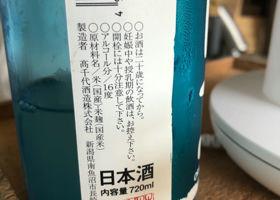 ○お酒は二十歳になってから。
○妊娠中や授乳期の飲酒は、お控え下さい。
○開栓には十分注意して下さい。
○アルコール分／16度
○原材料名／米（国産）・米麹（国産米）
製造者 髙千代酒造株式会社
新潟県南魚沼市長崎
日本酒
内容量 720ml